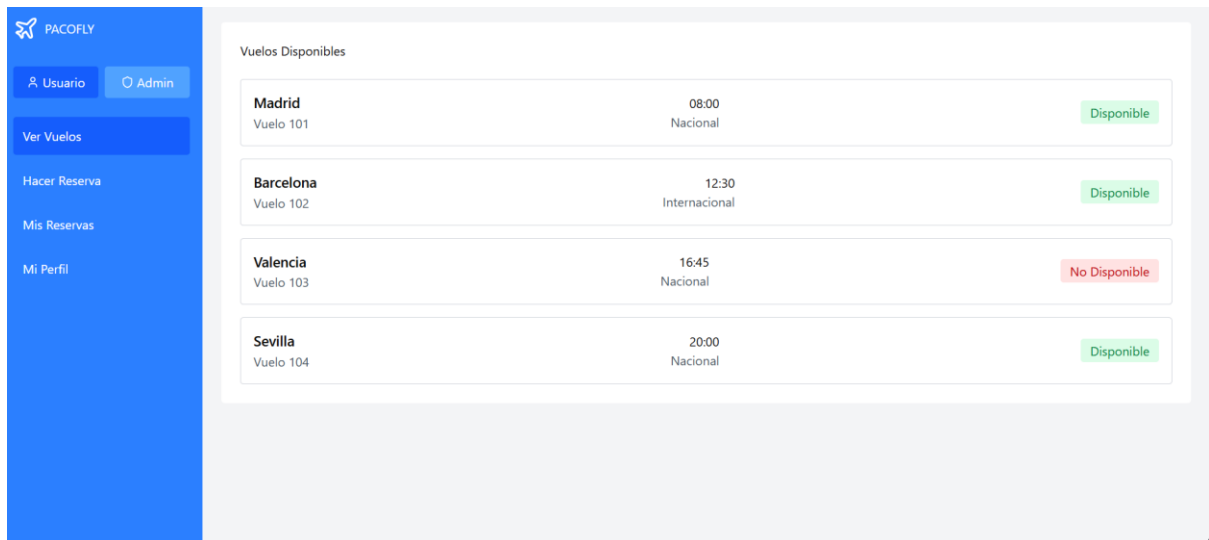 PACOFLY
Usuario
Admin
Ver Vuelos
Hacer Reserva
Mis Reservas
Mi Perfil
Vuelos Disponibles
Madrid
Vuelo 101
08:00
Nacional
Disponible
Barcelona
Vuelo 102
12:30
Internacional
Disponible
Valencia
Vuelo 103
16:45
Nacional
No Disponible
Sevilla
Vuelo 104
20:00
Nacional
Disponible